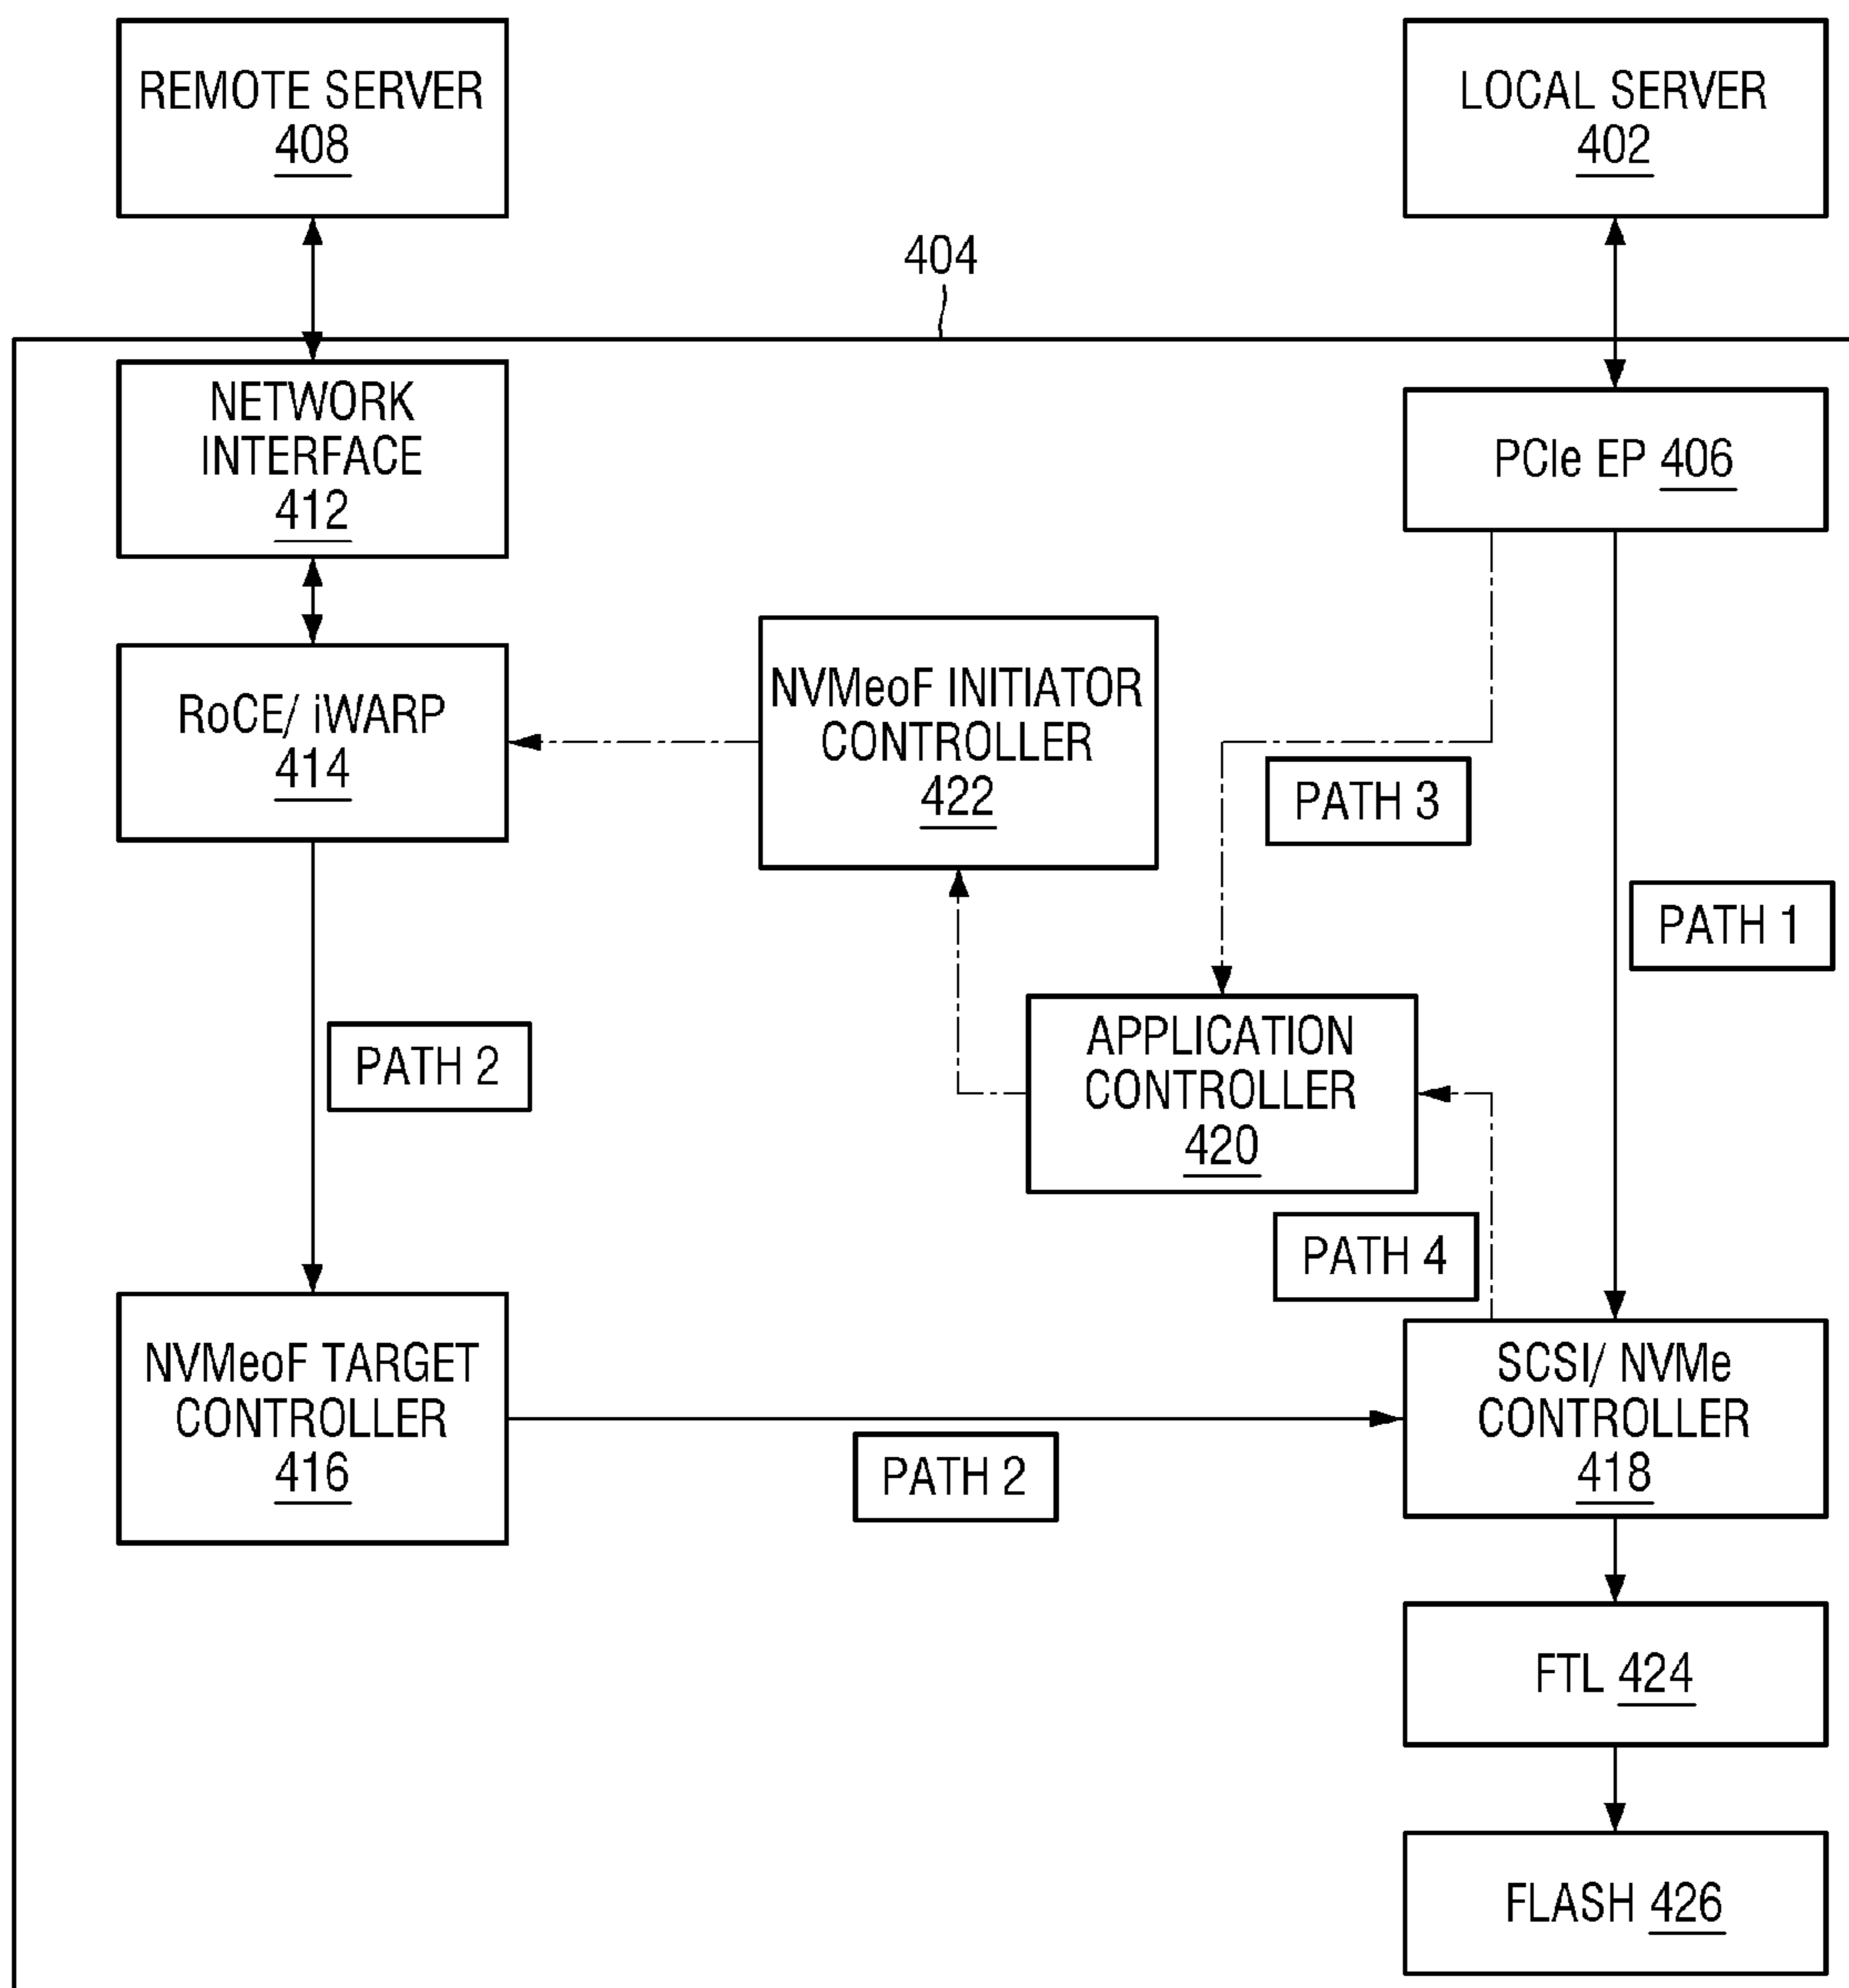 REMOTE SERVER
408
LOCAL SERVER
402
404
NETWORK
INTERFACE
412
PCIe EP 406
RoCE/ iWARP
414
NVMeoF INITIATOR
CONTROLLER
422
PATH 3
PATH 1
APPLICATION
CONTROLLER
420
PATH 2
PATH 4
NVMeoF TARGET
CONTROLLER
416
PATH 2
SCSI/ NVMe
CONTROLLER
418
FTL 424
FLASH 426